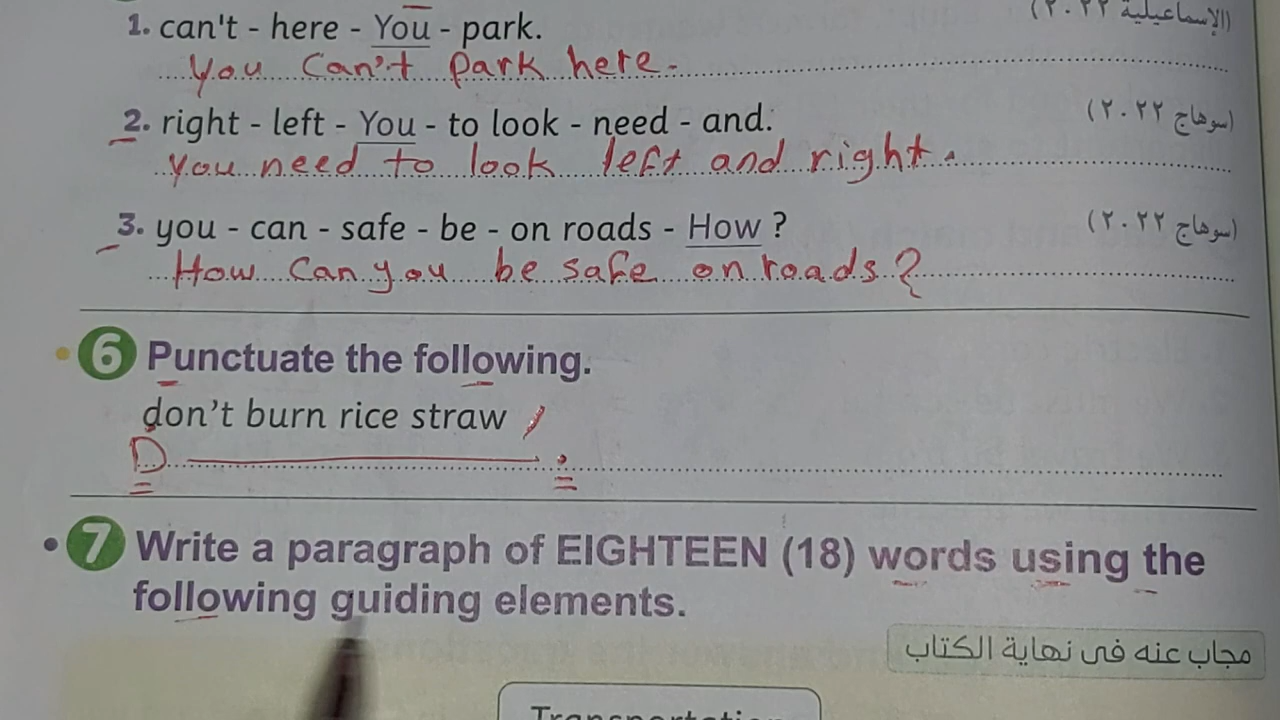 1. can't - here - You - park. (الإسماعيلية ٢٠٢٢)
You Can't Park here.
2. right - left - You - to look - need - and. (سوهاج ٢٠٢٢)
You need to look left and right.
3. you - can - safe - be - on roads - How ? (سوهاج ٢٠٢٢)
How Can you be safe on roads?
6 Punctuate the following.
don't burn rice straw
D .
7 Write a paragraph of EIGHTEEN (18) words using the
following guiding elements.
مجاب عنه فى نهاية الكتاب
Transportation